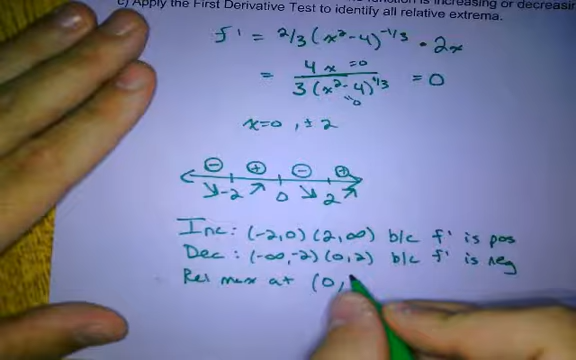 c) Apply the First Derivative Test to identify all relative extrema.
f' = 2/3 (x²-4)^-1/3 · 2x
= 4x =0 / 3(x²-4)^1/3 = 0
=0
x=0, ±2
⊖ ⊕ ⊖ ⊕
↘ -2 ↗ 0 ↘ 2 ↗
Inc: (-2,0) (2,∞) b/c f' is pos
Dec: (-∞,-2) (0,2) b/c f' is neg
Rel max at (0,